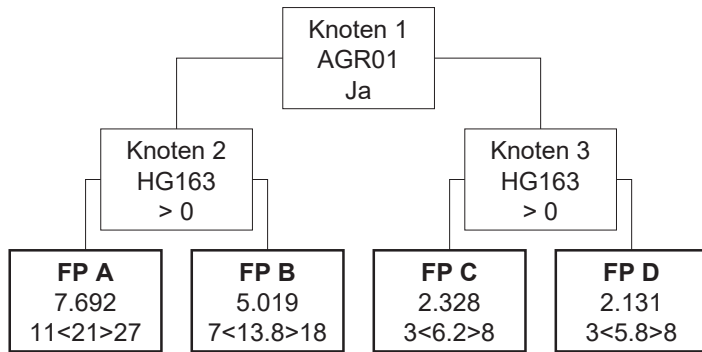 Knoten 1
AGR01
Ja
Knoten 2
HG163
> 0
Knoten 3
HG163
> 0
FP A
7.692
11<21>27
FP B
5.019
7<13.8>18
FP C
2.328
3<6.2>8
FP D
2.131
3<5.8>8